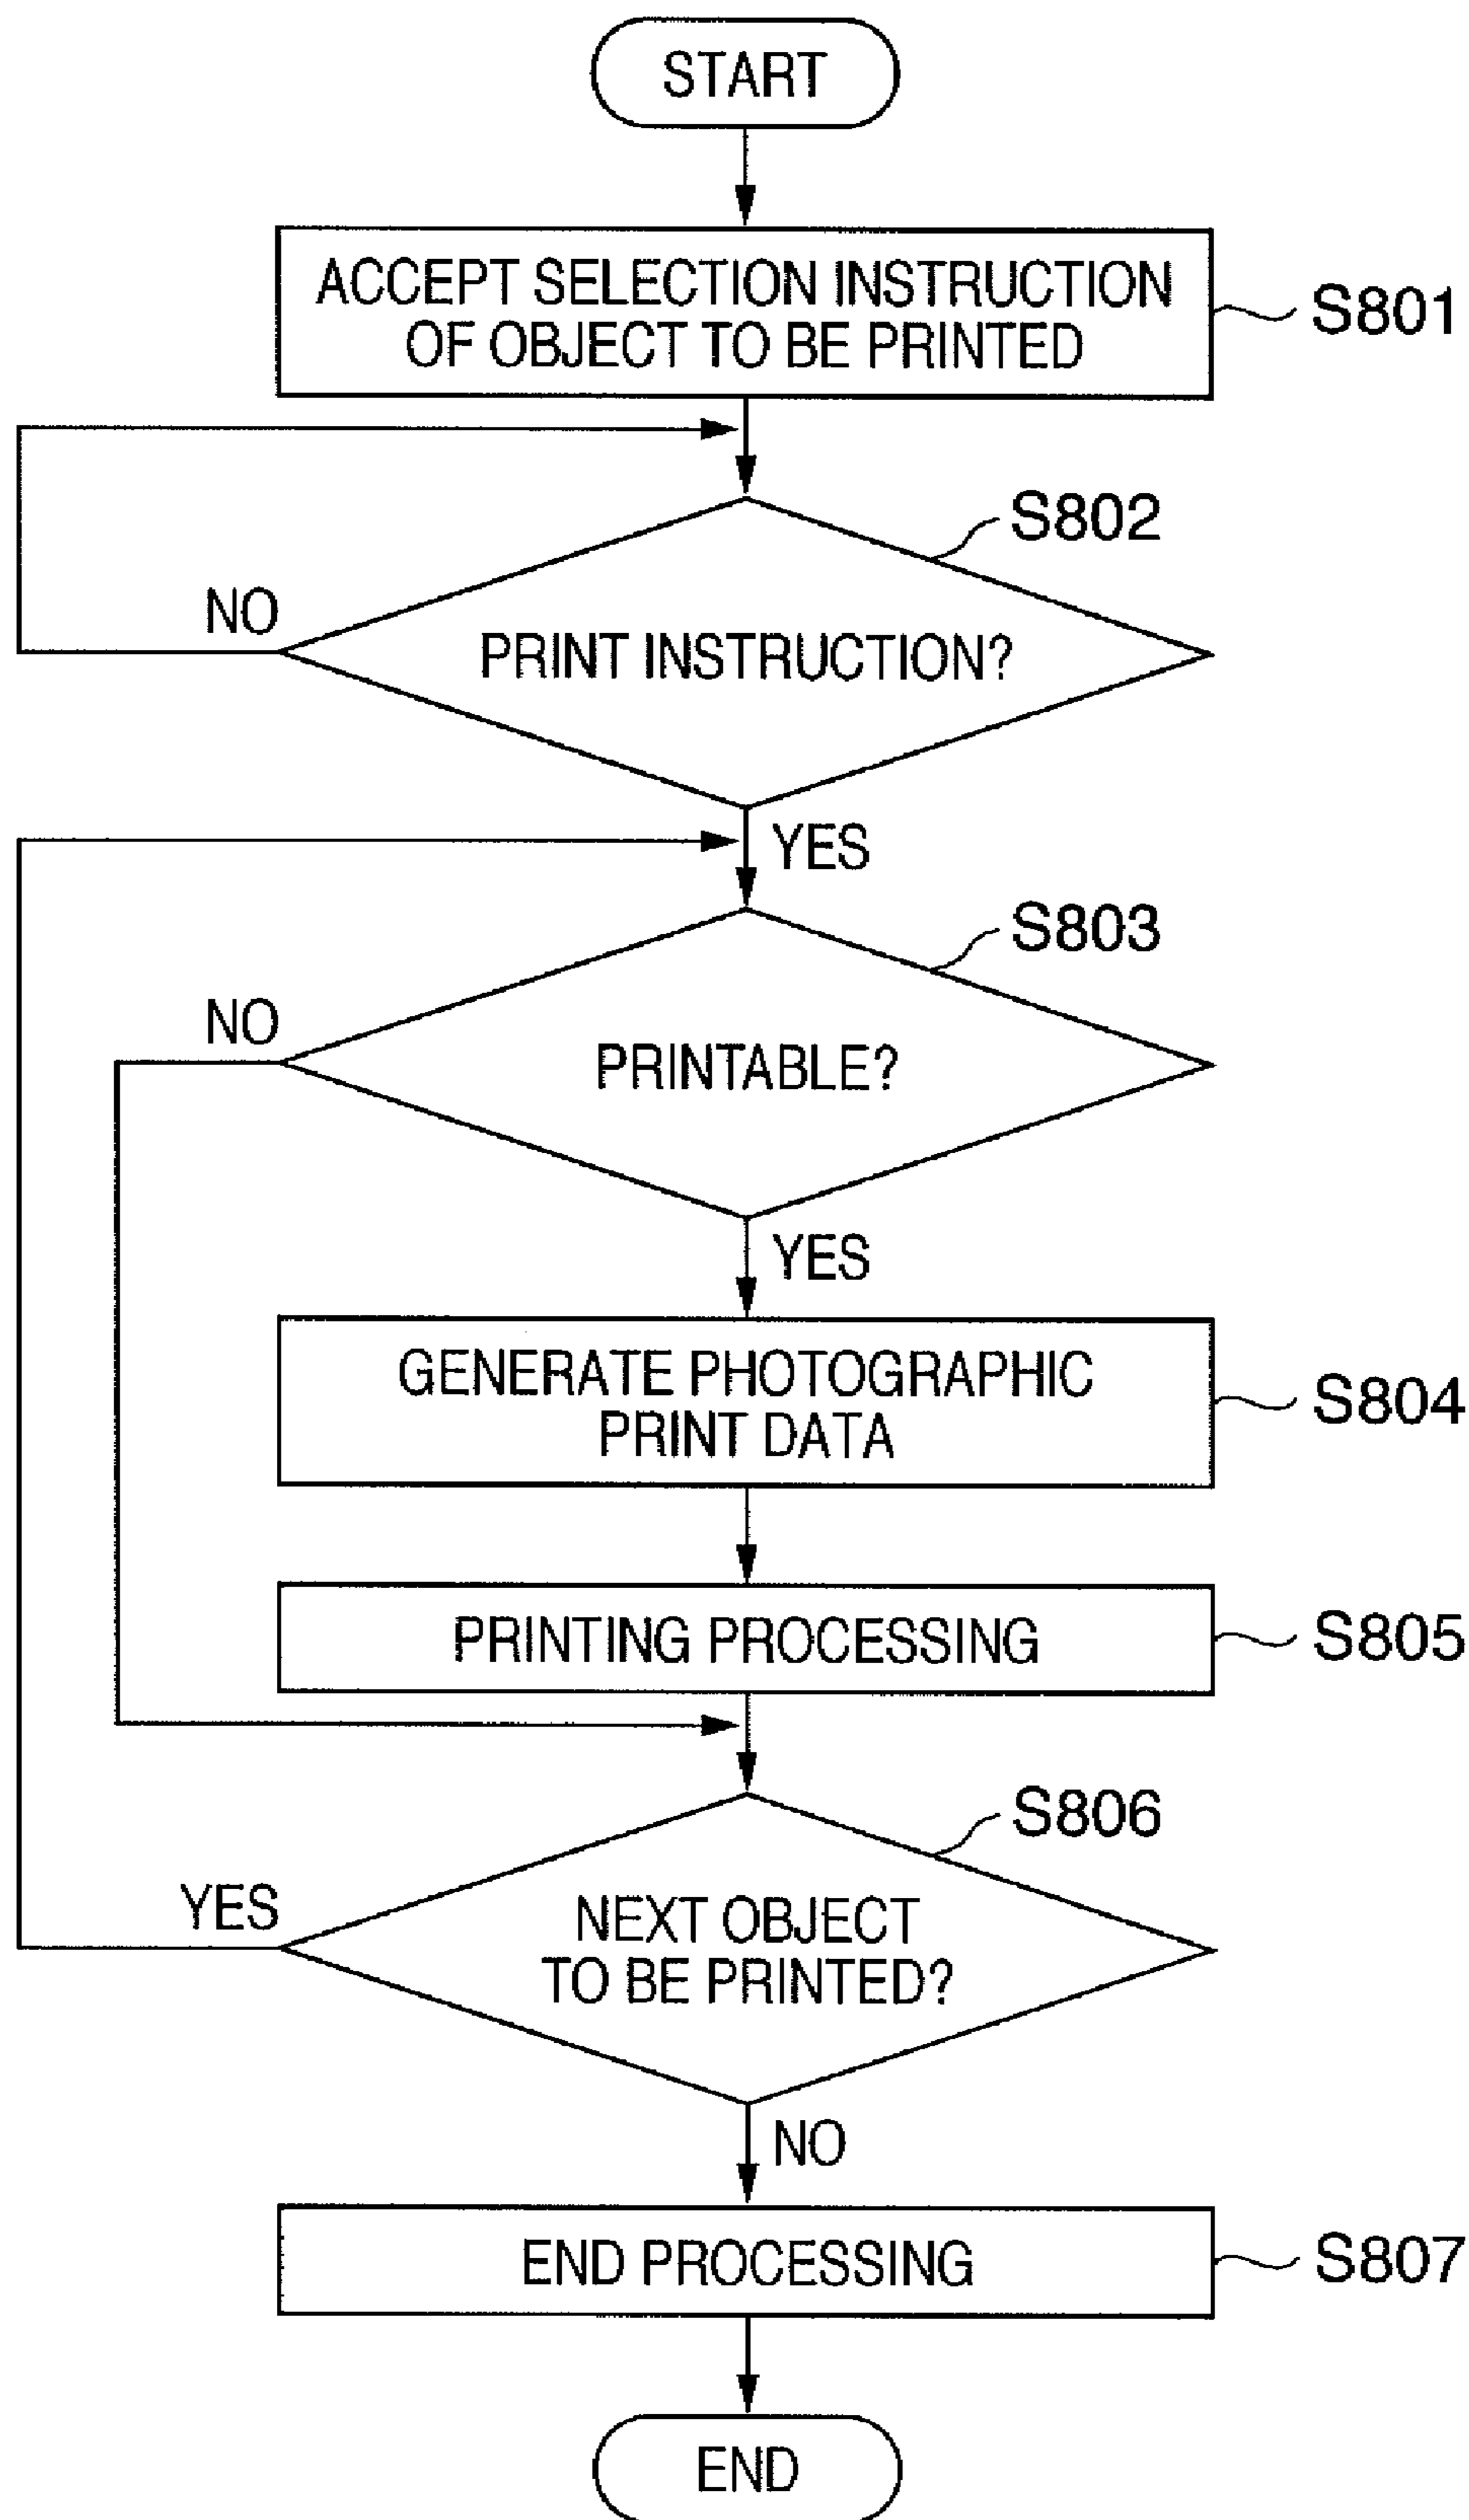 START
ACCEPT SELECTION INSTRUCTION
OF OBJECT TO BE PRINTED
S801
S802
NO
PRINT INSTRUCTION?
YES
S803
NO
PRINTABLE?
YES
GENERATE PHOTOGRAPHIC
PRINT DATA
S804
PRINTING PROCESSING
S805
S806
YES
NEXT OBJECT
TO BE PRINTED?
NO
END PROCESSING
S807
END